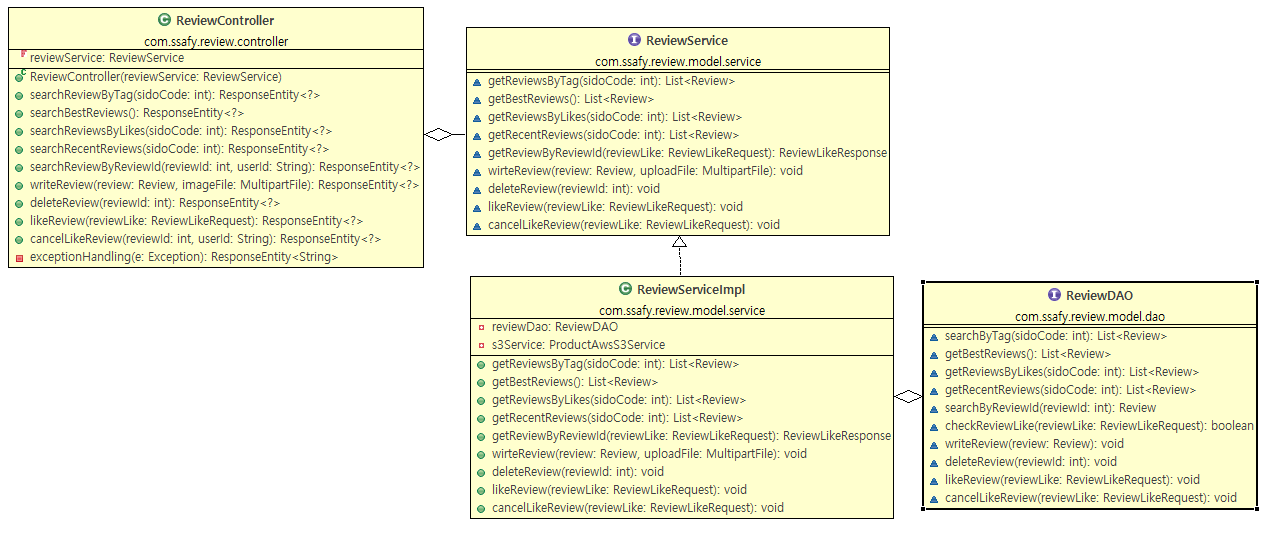 ReviewController
com.ssafy.review.controller
reviewService: ReviewService
ReviewController(reviewService: ReviewService)
searchReviewByTag(sidoCode: int): ResponseEntity<?>
searchBestReviews(): ResponseEntity<?>
searchReviewsByLikes(sidoCode: int): ResponseEntity<?>
searchRecentReviews(sidoCode: int): ResponseEntity<?>
searchReviewByReviewId(reviewId: int, userId: String): ResponseEntity<?>
writeReview(review: Review, imageFile: MultipartFile): ResponseEntity<?>
deleteReview(reviewId: int): ResponseEntity<?>
likeReview(reviewLike: ReviewLikeRequest): ResponseEntity<?>
cancelLikeReview(reviewId: int, userId: String): ResponseEntity<?>
exceptionHandling(e: Exception): ResponseEntity<String>
ReviewService
com.ssafy.review.model.service
getReviewsByTag(sidoCode: int): List<Review>
getBestReviews(): List<Review>
getReviewsByLikes(sidoCode: int): List<Review>
getRecentReviews(sidoCode: int): List<Review>
getReviewByReviewId(reviewLike: ReviewLikeRequest): ReviewLikeResponse
wirteReview(review: Review, uploadFile: MultipartFile): void
deleteReview(reviewId: int): void
likeReview(reviewLike: ReviewLikeRequest): void
cancelLikeReview(reviewLike: ReviewLikeRequest): void
ReviewServiceImpl
com.ssafy.review.model.service
reviewDao: ReviewDAO
s3Service: ProductAwsS3Service
getReviewsByTag(sidoCode: int): List<Review>
getBestReviews(): List<Review>
getReviewsByLikes(sidoCode: int): List<Review>
getRecentReviews(sidoCode: int): List<Review>
getReviewByReviewId(reviewLike: ReviewLikeRequest): ReviewLikeResponse
wirteReview(review: Review, uploadFile: MultipartFile): void
deleteReview(reviewId: int): void
likeReview(reviewLike: ReviewLikeRequest): void
cancelLikeReview(reviewLike: ReviewLikeRequest): void
ReviewDAO
com.ssafy.review.model.dao
searchByTag(sidoCode: int): List<Review>
getBestReviews(): List<Review>
getReviewsByLikes(sidoCode: int): List<Review>
getRecentReviews(sidoCode: int): List<Review>
searchByReviewId(reviewId: int): Review
checkReviewLike(reviewLike: ReviewLikeRequest): boolean
writeReview(review: Review): void
deleteReview(reviewId: int): void
likeReview(reviewLike: ReviewLikeRequest): void
cancelLikeReview(reviewLike: ReviewLikeRequest): void